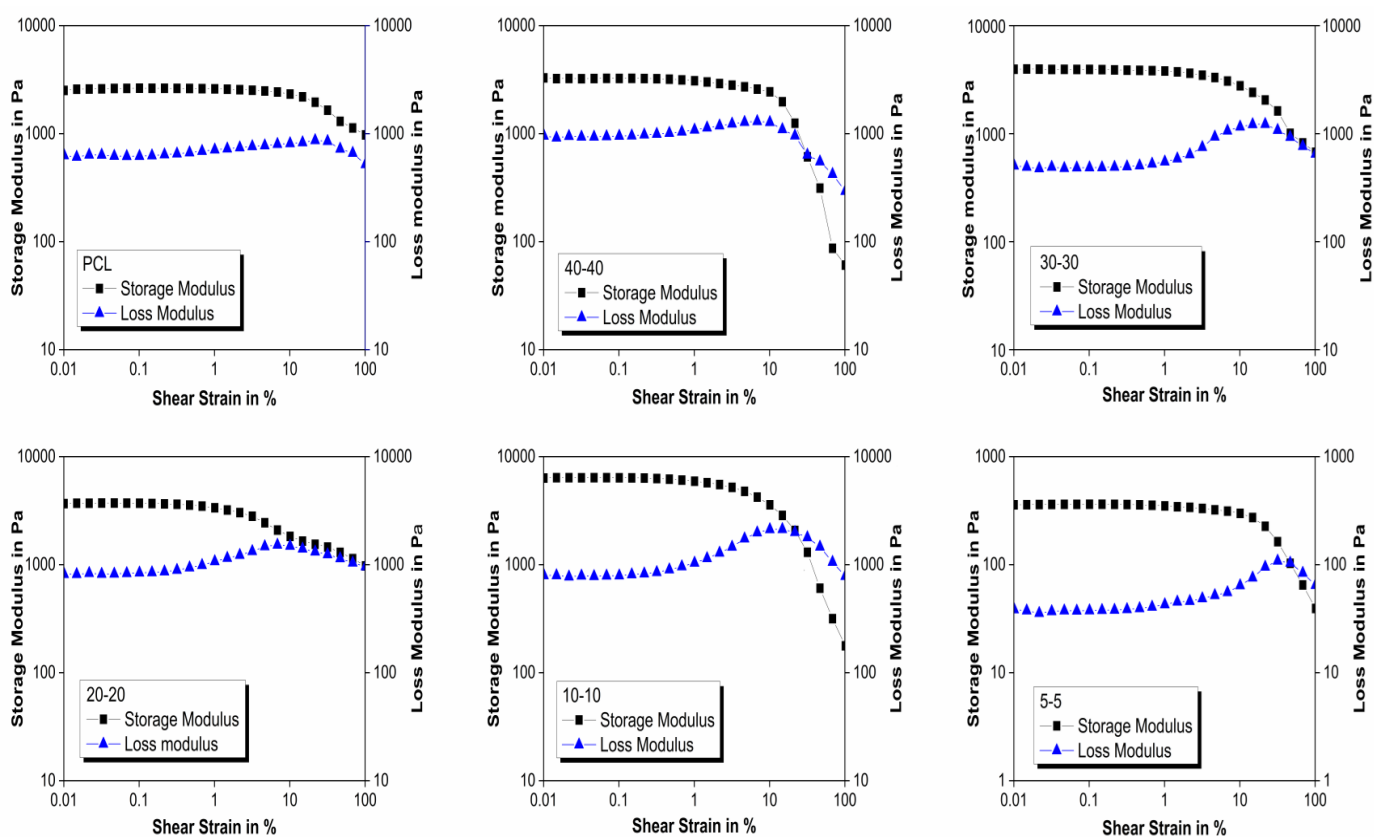 10000
1000
100
10
10000
1000
100
10
0.01 0.1 1 10 100
Storage Modulus in Pa
Loss modulus in Pa
Shear Strain in %
PCL
Storage Modulus
Loss Modulus
10000
1000
100
10
10000
1000
100
10
0.01 0.1 1 10 100
Storage modulus in Pa
Loss Modulus in Pa
Shear Strain in %
40-40
Storage Modulus
Loss Modulus
10000
1000
100
10
10000
1000
100
10
0.01 0.1 1 10 100
Storage modulus in Pa
Loss Modulus in Pa
Shear Strain in %
30-30
Storage Modulus
Loss Modulus
10000
1000
100
10
10000
1000
100
10
0.01 0.1 1 10 100
Storage Modulus in Pa
Loss Modulus in Pa
Shear Strain in %
20-20
Storage Modulus
Loss modulus
10000
1000
100
10
10000
1000
100
10
0.01 0.1 1 10 100
Storage Modulus in Pa
Loss Modulus in Pa
Shear Strain in %
10-10
Storage Modulus
Loss Modulus
1000
100
10
1
1000
100
10
1
0.01 0.1 1 10 100
Storage Modulus in Pa
Loss Modulus in Pa
Shear Strain in %
5-5
Storage Modulus
Loss Modulus